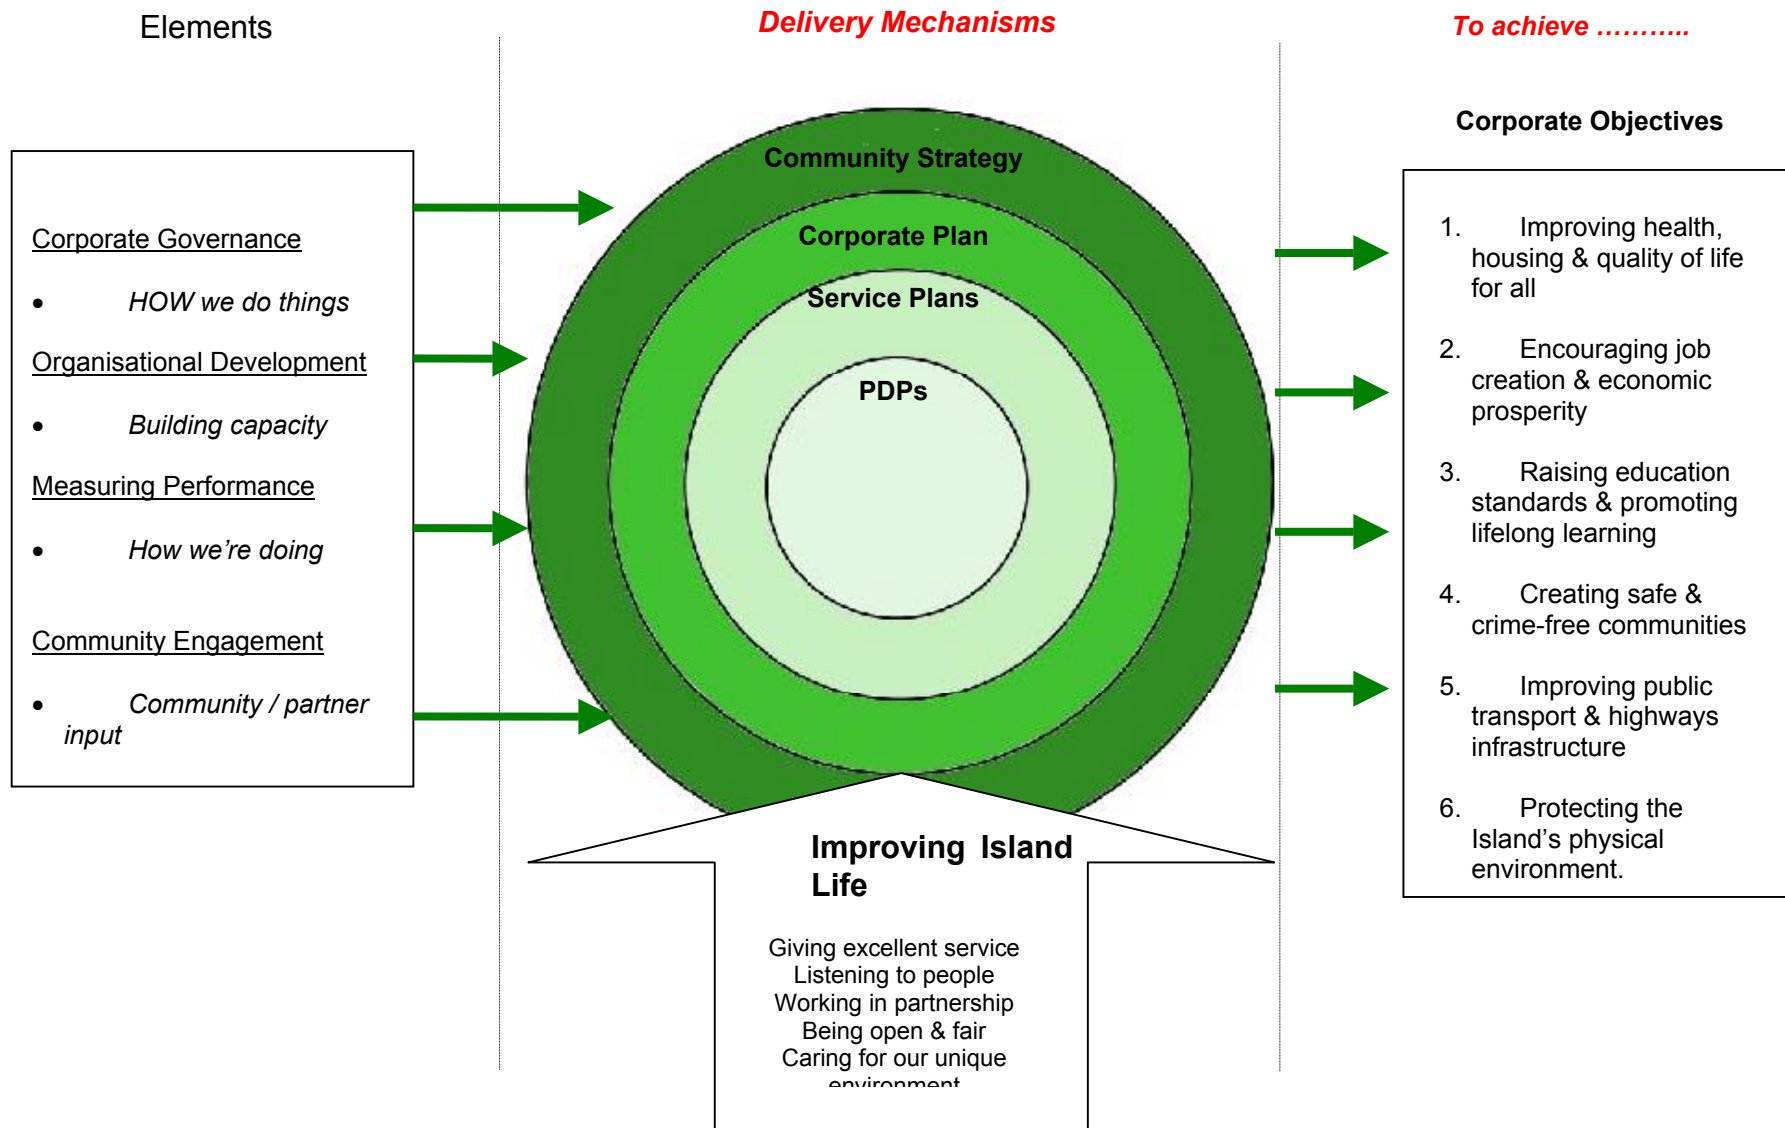 Elements
Delivery Mechanisms
To achieve ………..
Corporate Governance
• HOW we do things
Organisational Development
• Building capacity
Measuring Performance
• How we’re doing
Community Engagement
• Community / partner
input
Community Strategy
Corporate Plan
Service Plans
PDPs
Improving Island
Life
Giving excellent service
Listening to people
Working in partnership
Being open & fair
Caring for our unique
environment
Corporate Objectives
1. Improving health,
housing & quality of life
for all
2. Encouraging job
creation & economic
prosperity
3. Raising education
standards & promoting
lifelong learning
4. Creating safe &
crime-free communities
5. Improving public
transport & highways
infrastructure
6. Protecting the
Island’s physical
environment.